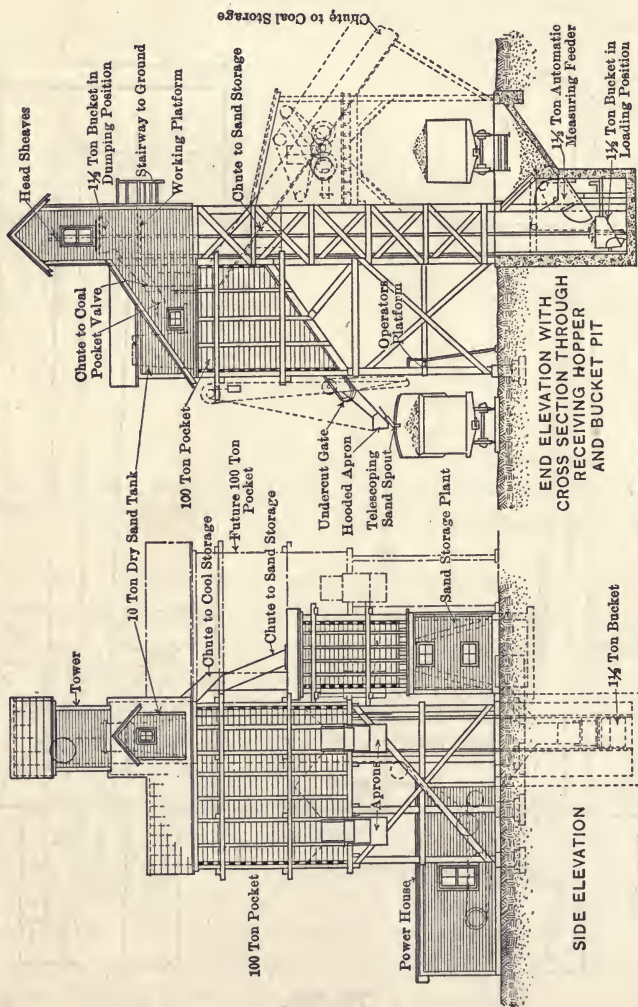 Tower
10 Ton Dry Sand Tank
Chute to Cool Storage
Future 100 Ton
Pocket
Chute to Sand Storage
Sand Storage Plant
1½ Ton Bucket
100 Ton Pocket
Aprons
Power House
SIDE ELEVATION
Head Sheaves
1½ Ton Bucket in
Dumping Position
Stairway to Ground
Working Platform
Chute to Sand Storage
Chute to Coal Storage
Chute to Coal
Pocket Valve
100 Ton Pocket
Undercut Gate
Hooded Apron
Telescoping
Sand Spout
Operators
Platform
1½ Ton Automatic
Measuring Feeder
1½ Ton Bucket in
Loading Position
END ELEVATION WITH
CROSS SECTION THROUGH
RECEIVING HOPPER
AND BUCKET PIT